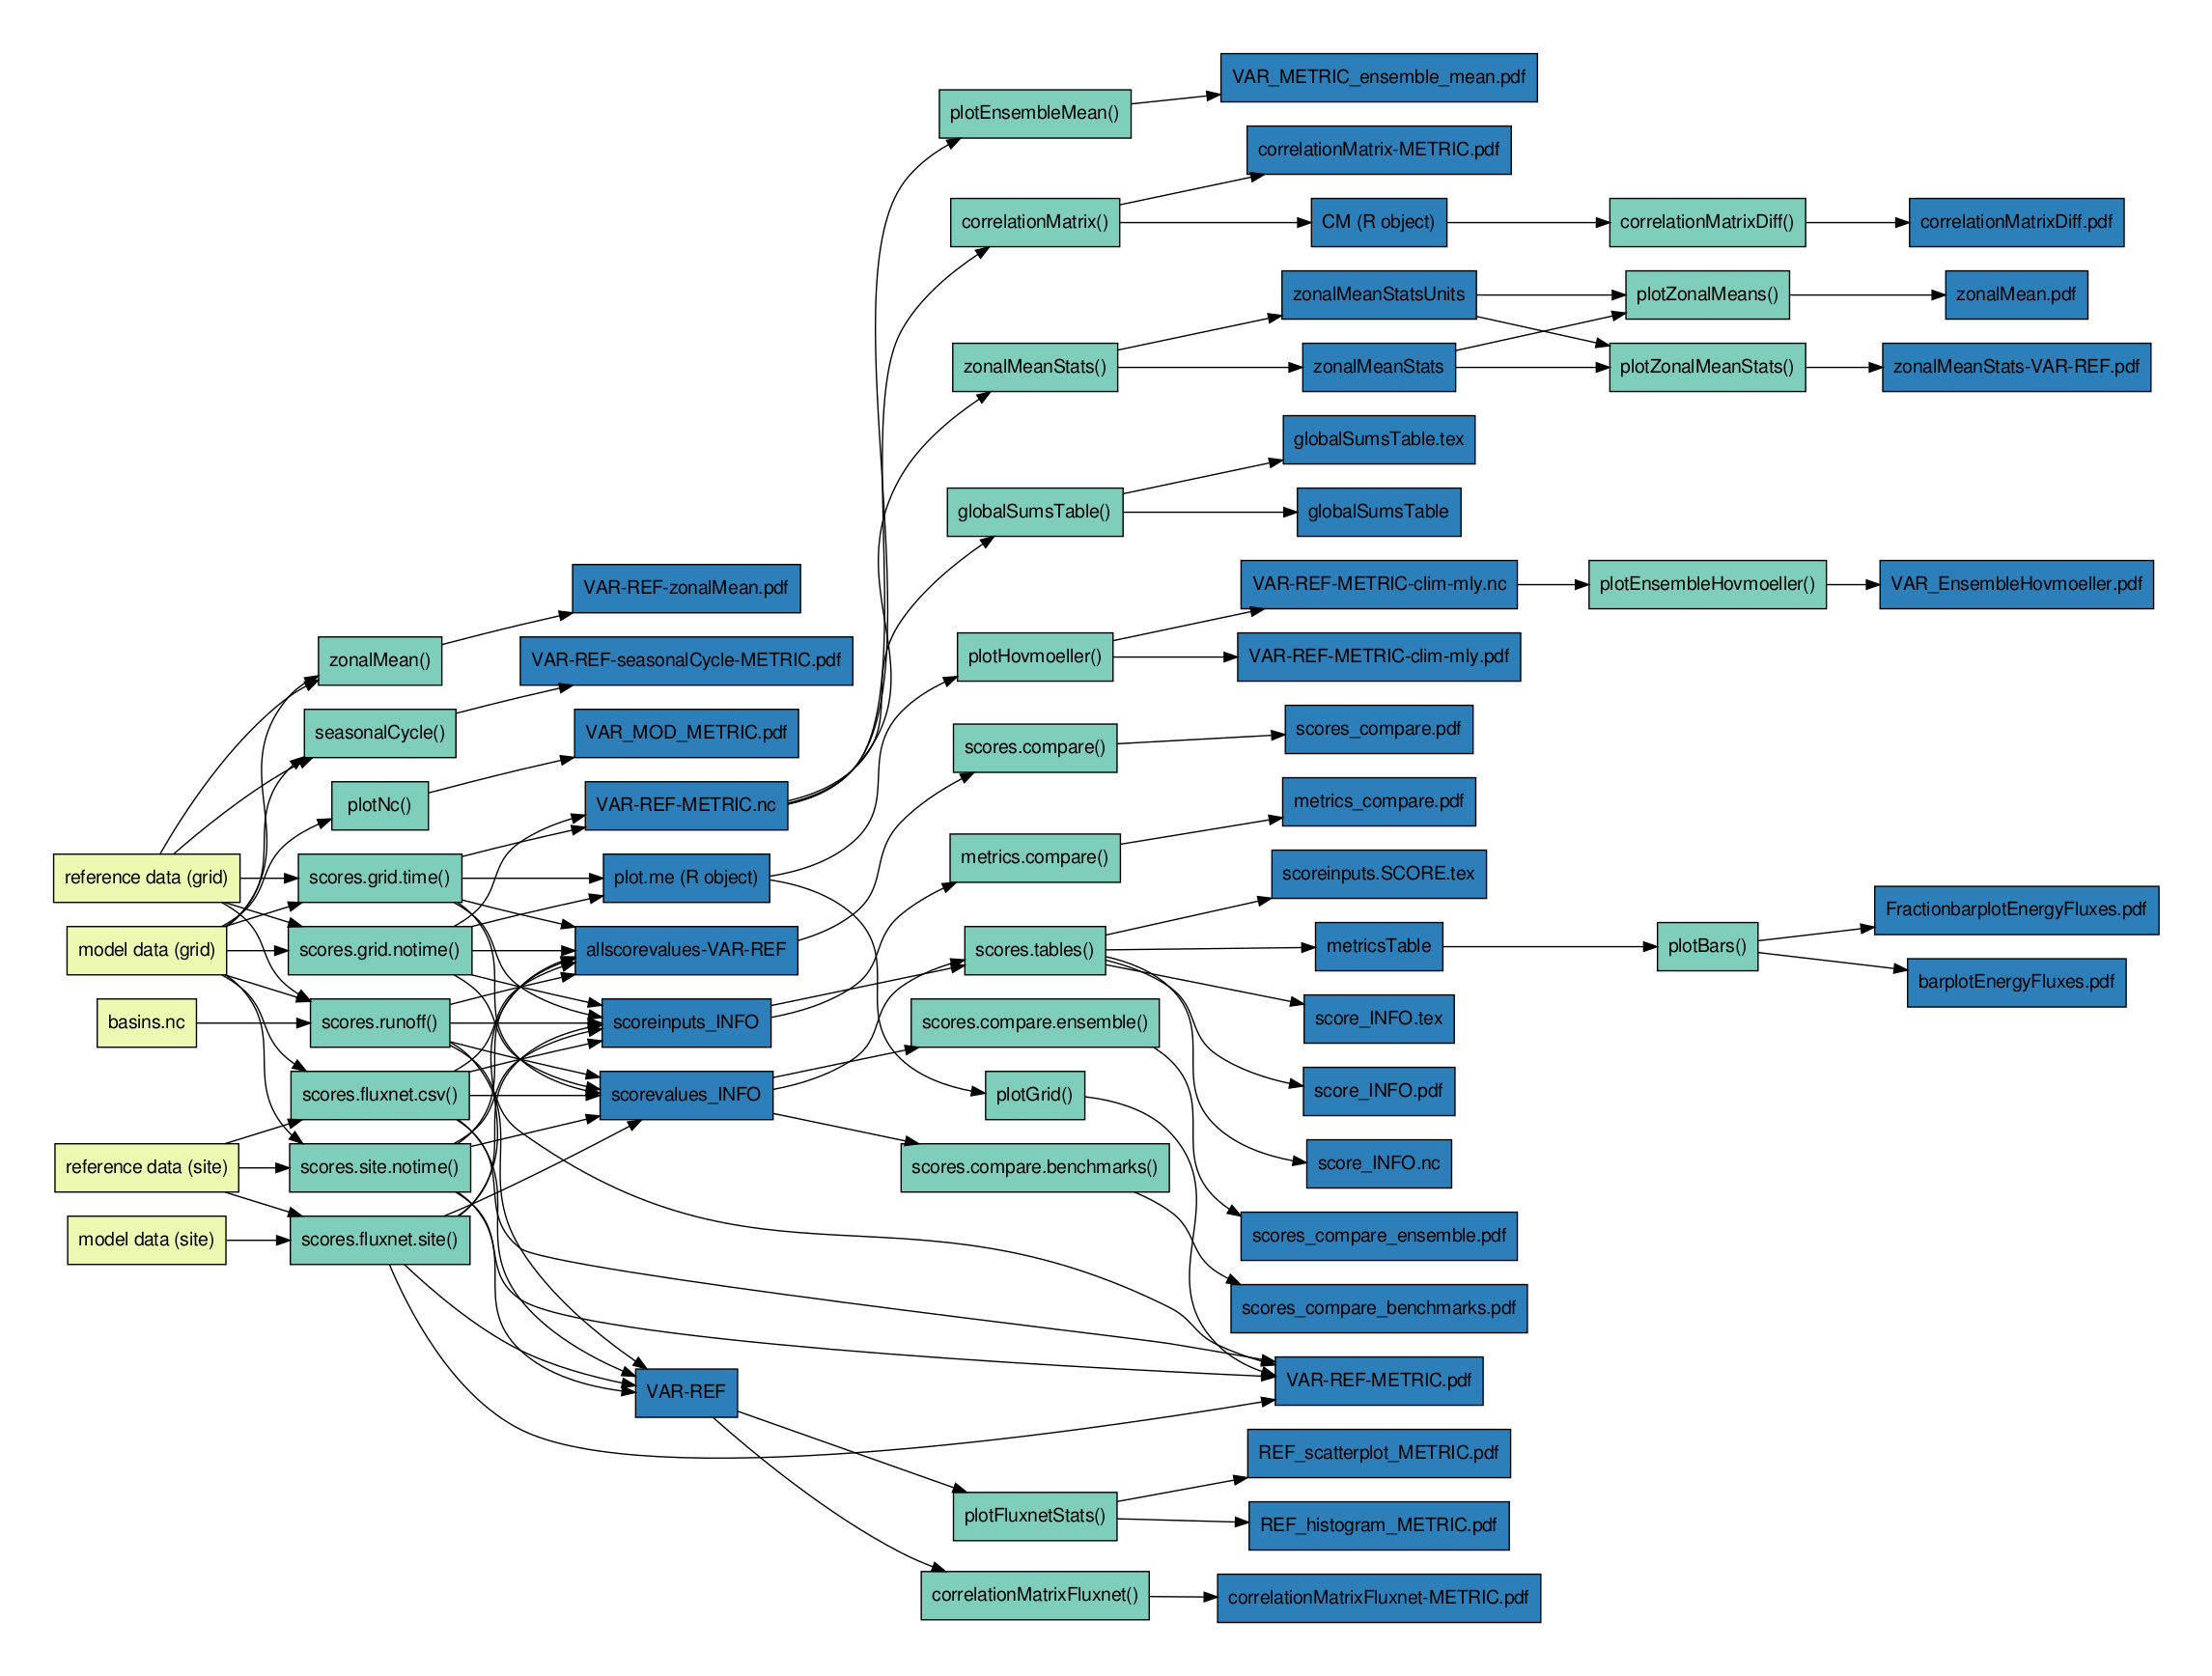 VAR_METRIC_ensemble_mean.pdf
plotEnsembleMean()
correlationMatrix-METRIC.pdf
correlationMatrix()
CM (R object)
correlationMatrixDiff()
correlationMatrixDiff.pdf
zonalMeanStatsUnits
plotZonalMeans()
zonalMean.pdf
zonalMeanStats()
zonalMeanStats
plotZonalMeanStats()
zonalMeanStats-VAR-REF.pdf
globalSumsTable.tex
globalSumsTable()
globalSumsTable
VAR-REF-zonalMean.pdf
VAR-REF-METRIC-clim-mly.nc
plotEnsembleHovmoeller()
VAR_EnsembleHovmoeller.pdf
zonalMean()
VAR-REF-seasonalCycle-METRIC.pdf
plotHovmoeller()
VAR-REF-METRIC-clim-mly.pdf
seasonalCycle()
VAR_MOD_METRIC.pdf
scores.compare()
scores_compare.pdf
plotNc()
VAR-REF-METRIC.nc
metrics_compare.pdf
reference data (grid)
scores.grid.time()
plot.me (R object)
metrics.compare()
scoreinputs.SCORE.tex
FractionbarplotEnergyFluxes.pdf
model data (grid)
scores.grid.notime()
allscorevalues-VAR-REF
scores.tables()
metricsTable
plotBars()
barplotEnergyFluxes.pdf
basins.nc
scores.runoff()
scoreinputs_INFO
scores.compare.ensemble()
score_INFO.tex
scores.fluxnet.csv()
scorevalues_INFO
plotGrid()
score_INFO.pdf
reference data (site)
scores.site.notime()
scores.compare.benchmarks()
score_INFO.nc
model data (site)
scores.fluxnet.site()
scores_compare_ensemble.pdf
scores_compare_benchmarks.pdf
VAR-REF
VAR-REF-METRIC.pdf
REF_scatterplot_METRIC.pdf
plotFluxnetStats()
REF_histogram_METRIC.pdf
correlationMatrixFluxnet()
correlationMatrixFluxnet-METRIC.pdf